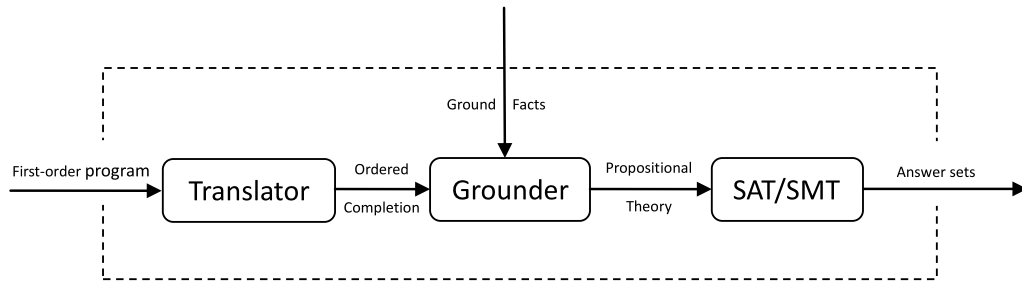 Ground Facts
First-order program
Translator
Ordered
Completion
Grounder
Propositional
Theory
SAT/SMT
Answer sets